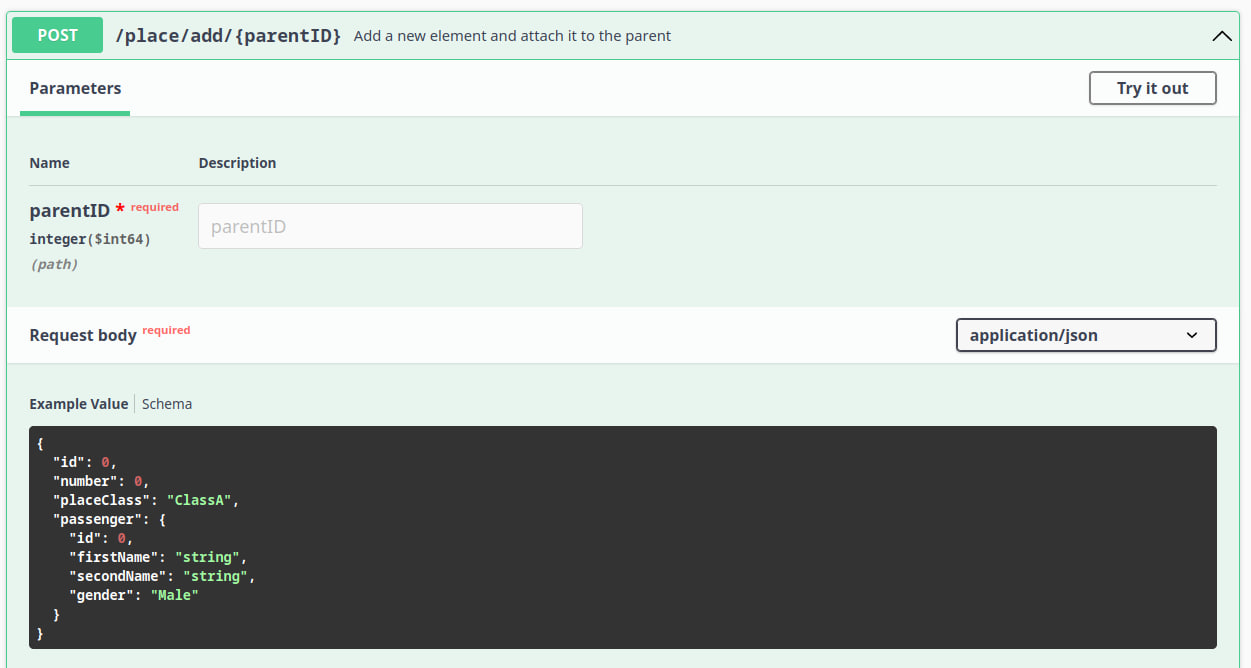 POST /place/add/{parentID} Add a new element and attach it to the parent
Parameters Try it out
Name Description
parentID * required parentID
integer($int64)
(path)
Request body required application/json
Example Value Schema
{
  "id": 0,
  "number": 0,
  "placeClass": "ClassA",
  "passenger": {
    "id": 0,
    "firstName": "string",
    "secondName": "string",
    "gender": "Male"
  }
}